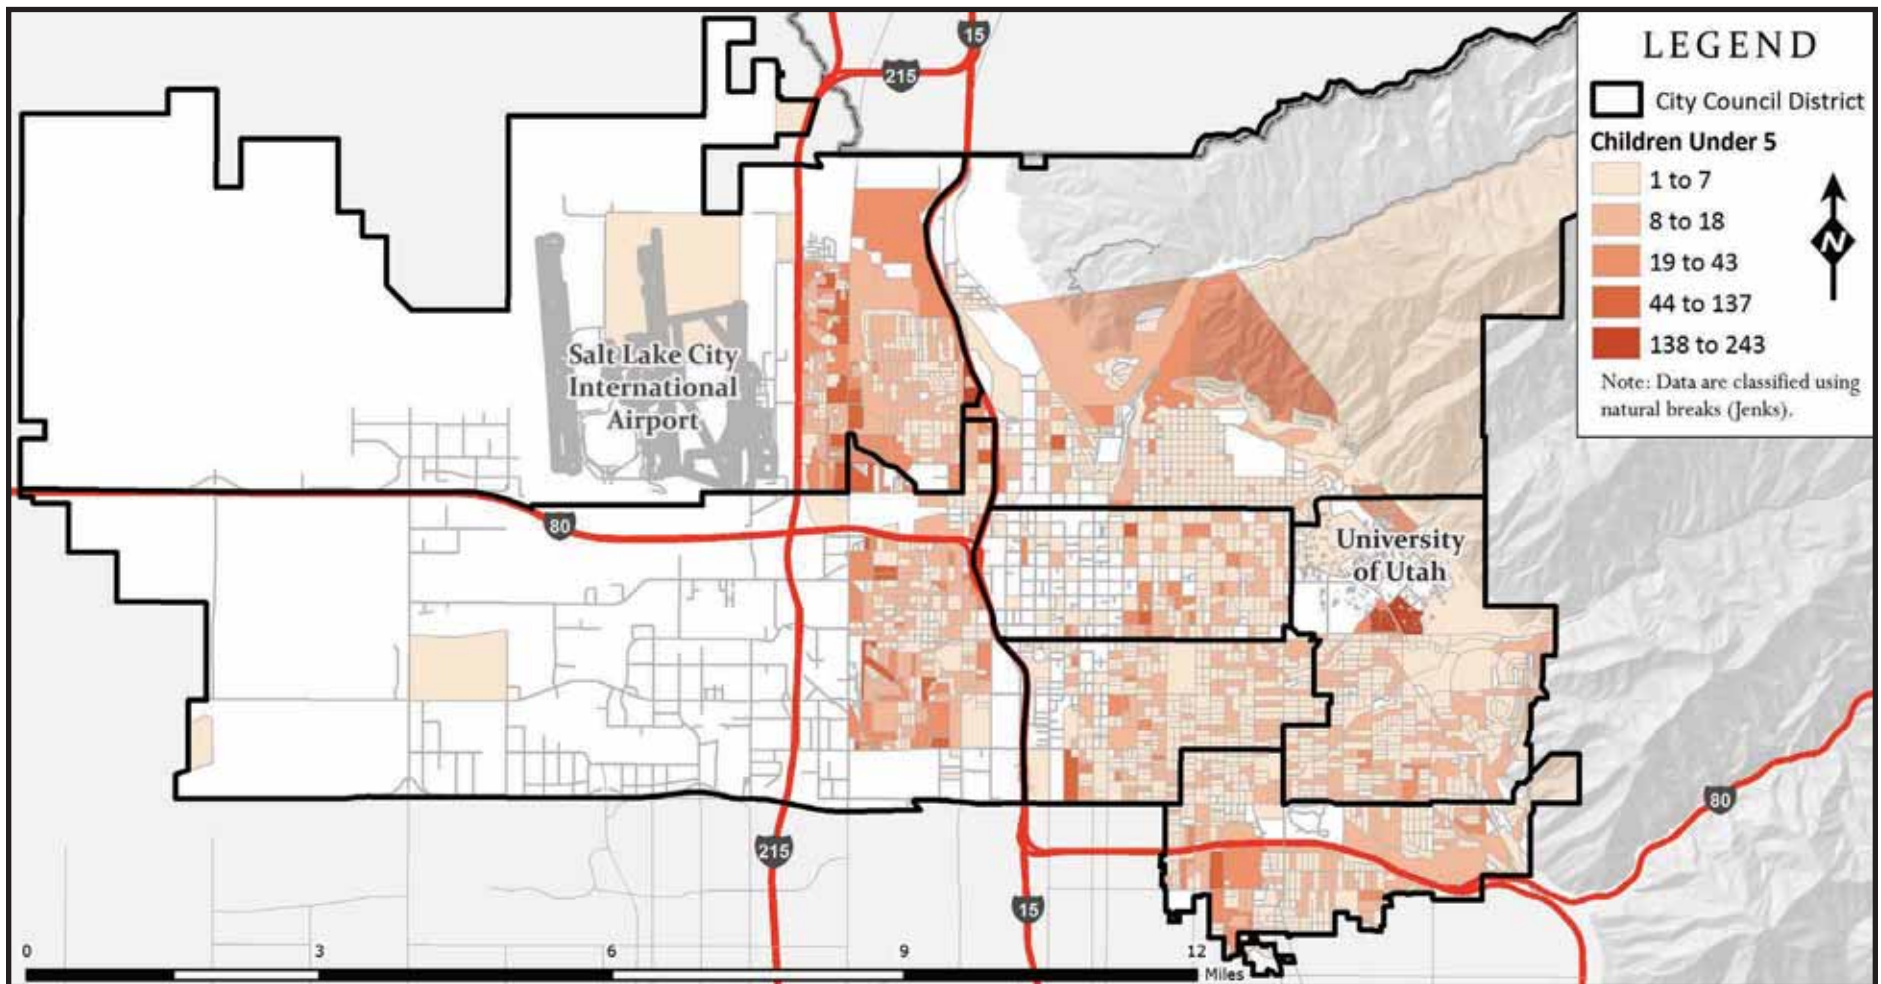 15
215
LEGEND
City Council District
Children Under 5
1 to 7
8 to 18
19 to 43
44 to 137
138 to 243
N
Note: Data are classified using
natural breaks (Jenks).
Salt Lake City
International
Airport
80
University
of Utah
80
215
15
0 3 6 9 12
Miles